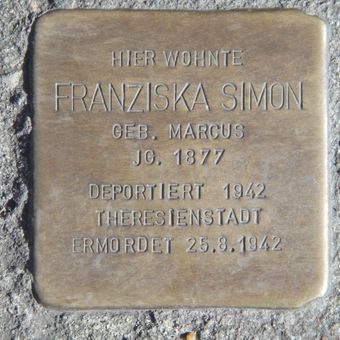 HIER WOHNTE
FRANZISKA SIMON
GEB. MARCUS
JG. 1877
DEPORTIERT 1942
THERESIENSTADT
ERMORDET 25.8.1942